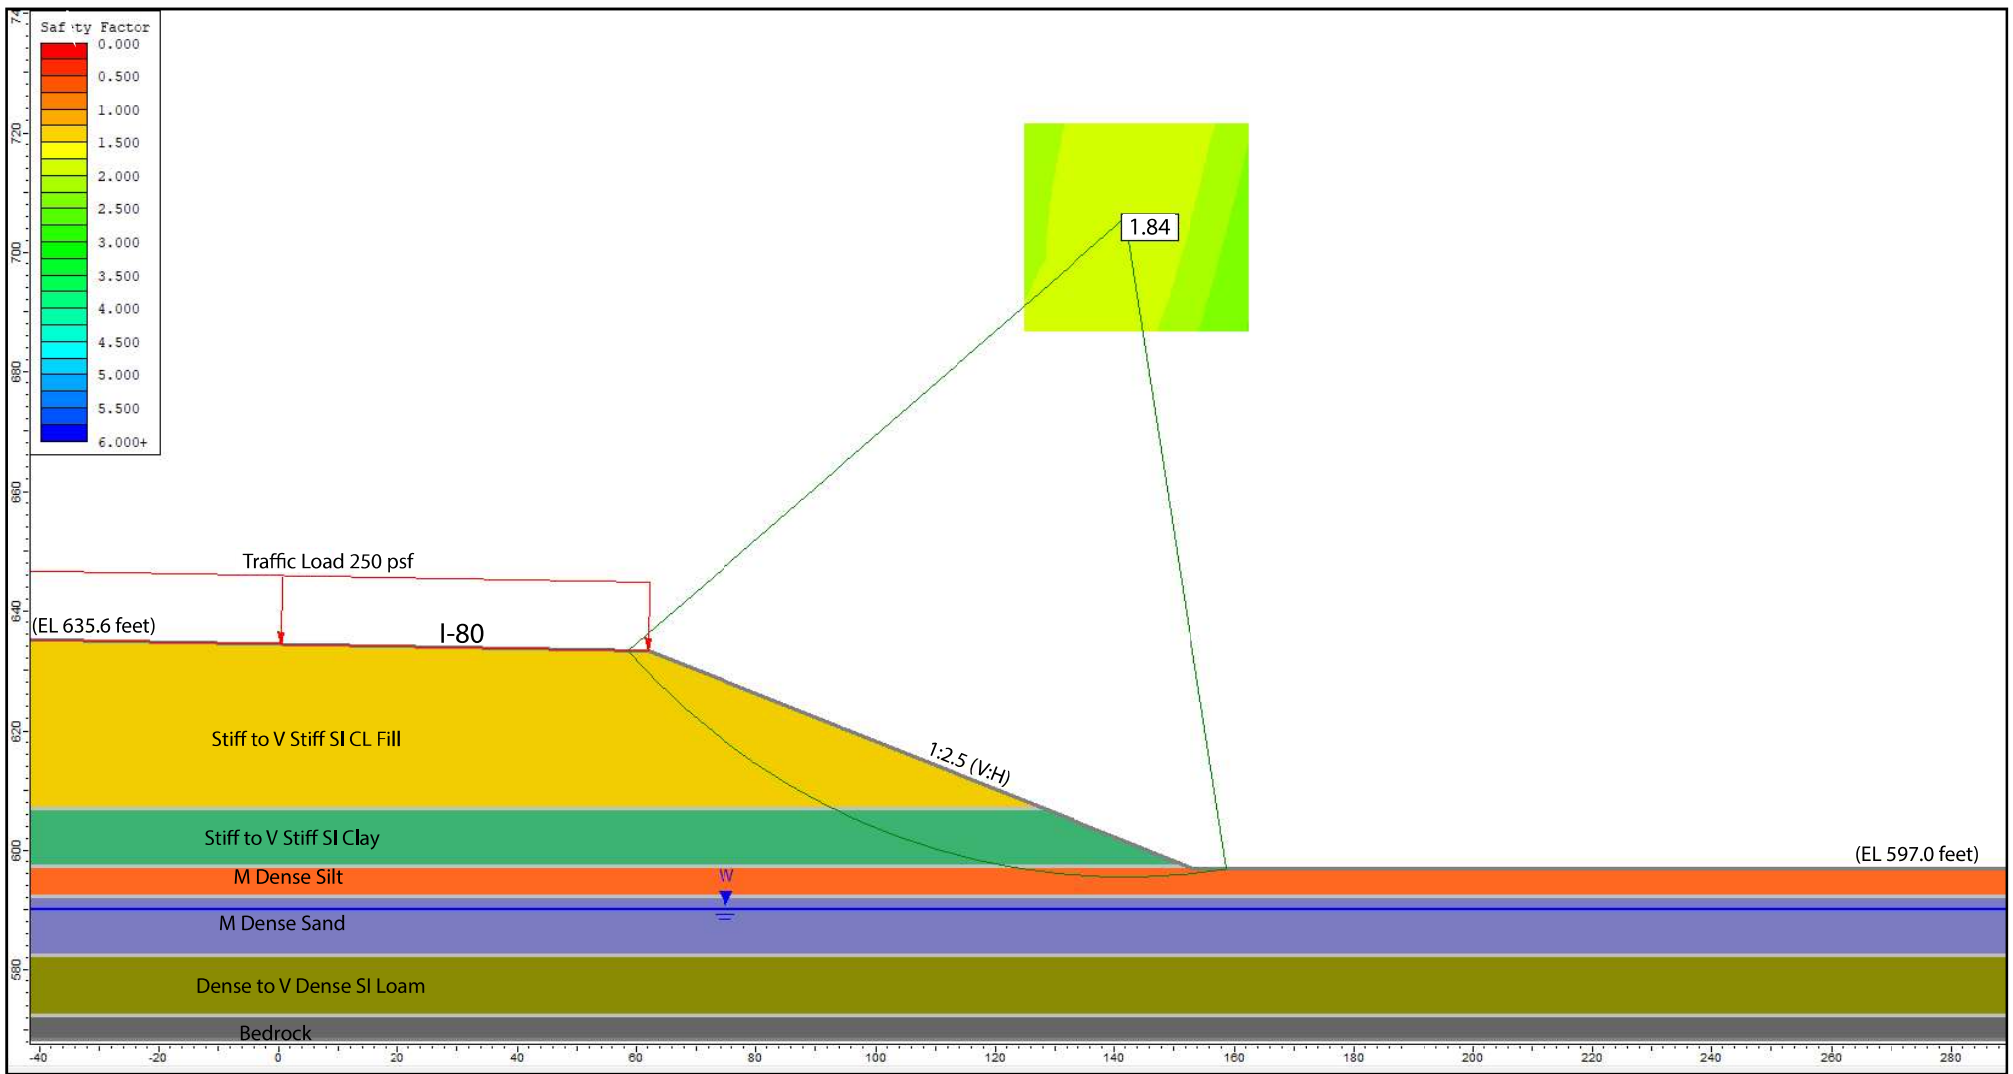 Saf ty Factor
0.000
0.500
1.000
1.500
2.000
2.500
3.000
3.500
4.000
4.500
5.000
5.500
6.000+
74
720
700
680
660
640
620
600
580
1.84
Traffic Load 250 psf
(EL 635.6 feet)
I-80
Stiff to V Stiff SI CL Fill
1:2.5 (V:H)
Stiff to V Stiff SI Clay
(EL 597.0 feet)
M Dense Silt
W
M Dense Sand
Dense to V Dense SI Loam
Bedrock
-40 -20 0 20 40 60 80 100 120 140 160 180 200 220 240 260 280